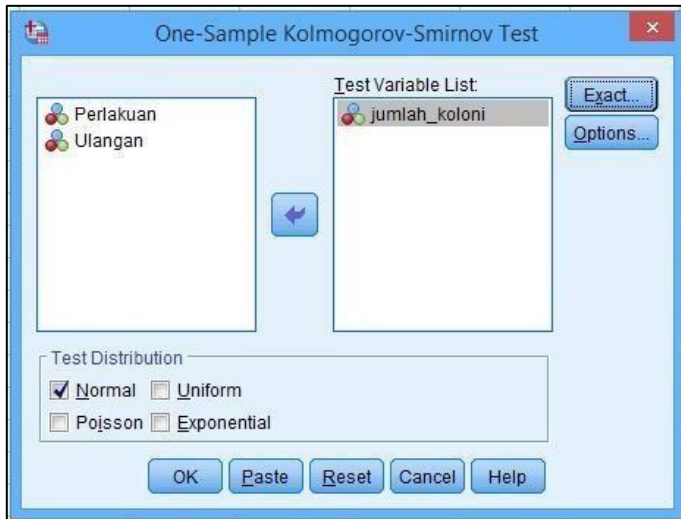 One-Sample Kolmogorov-Smirnov Test
Test Variable List:
Perlakuan
Ulangan
jumlah_koloni
Exact...
Options...
Test Distribution
Normal Uniform
Poisson Exponential
OK Paste Reset Cancel Help